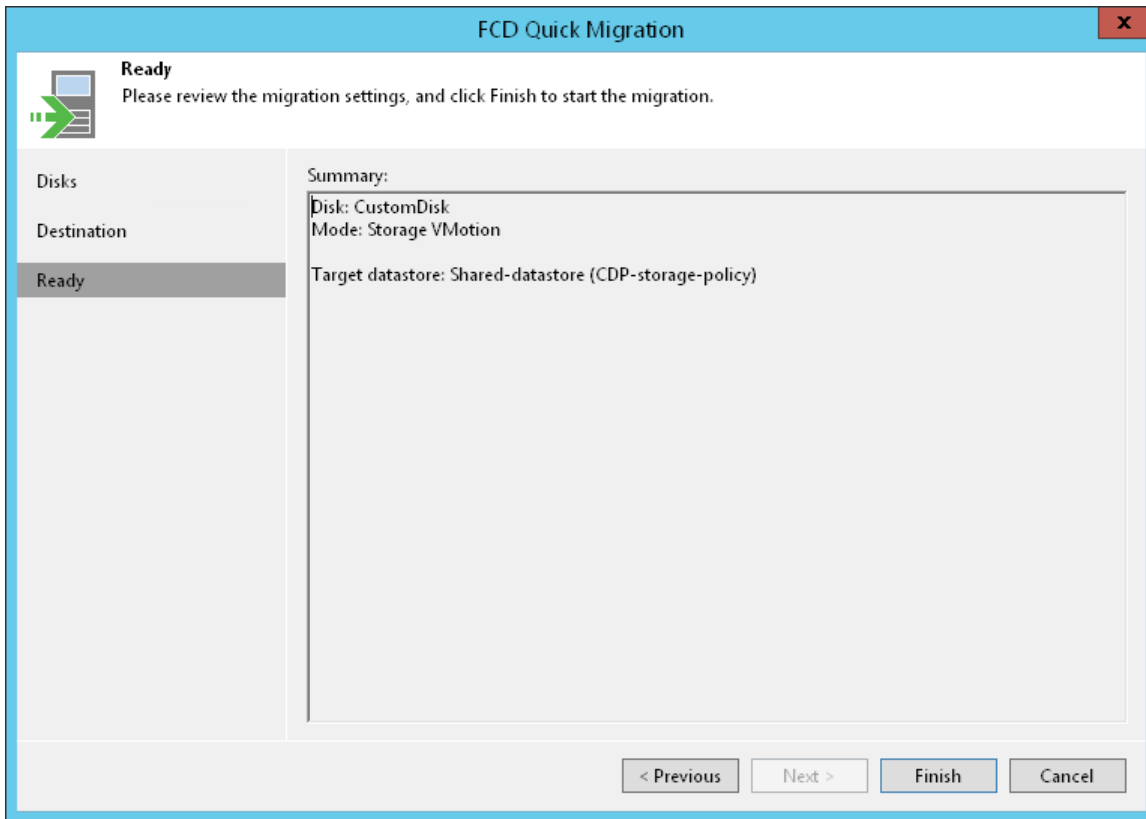 FCD Quick Migration
x
Ready
Please review the migration settings, and click Finish to start the migration.
Disks
Destination
Ready
Summary:
Disk: CustomDisk
Mode: Storage VMotion
Target datastore: Shared-datastore (CDP-storage-policy)
< Previous
Next >
Finish
Cancel